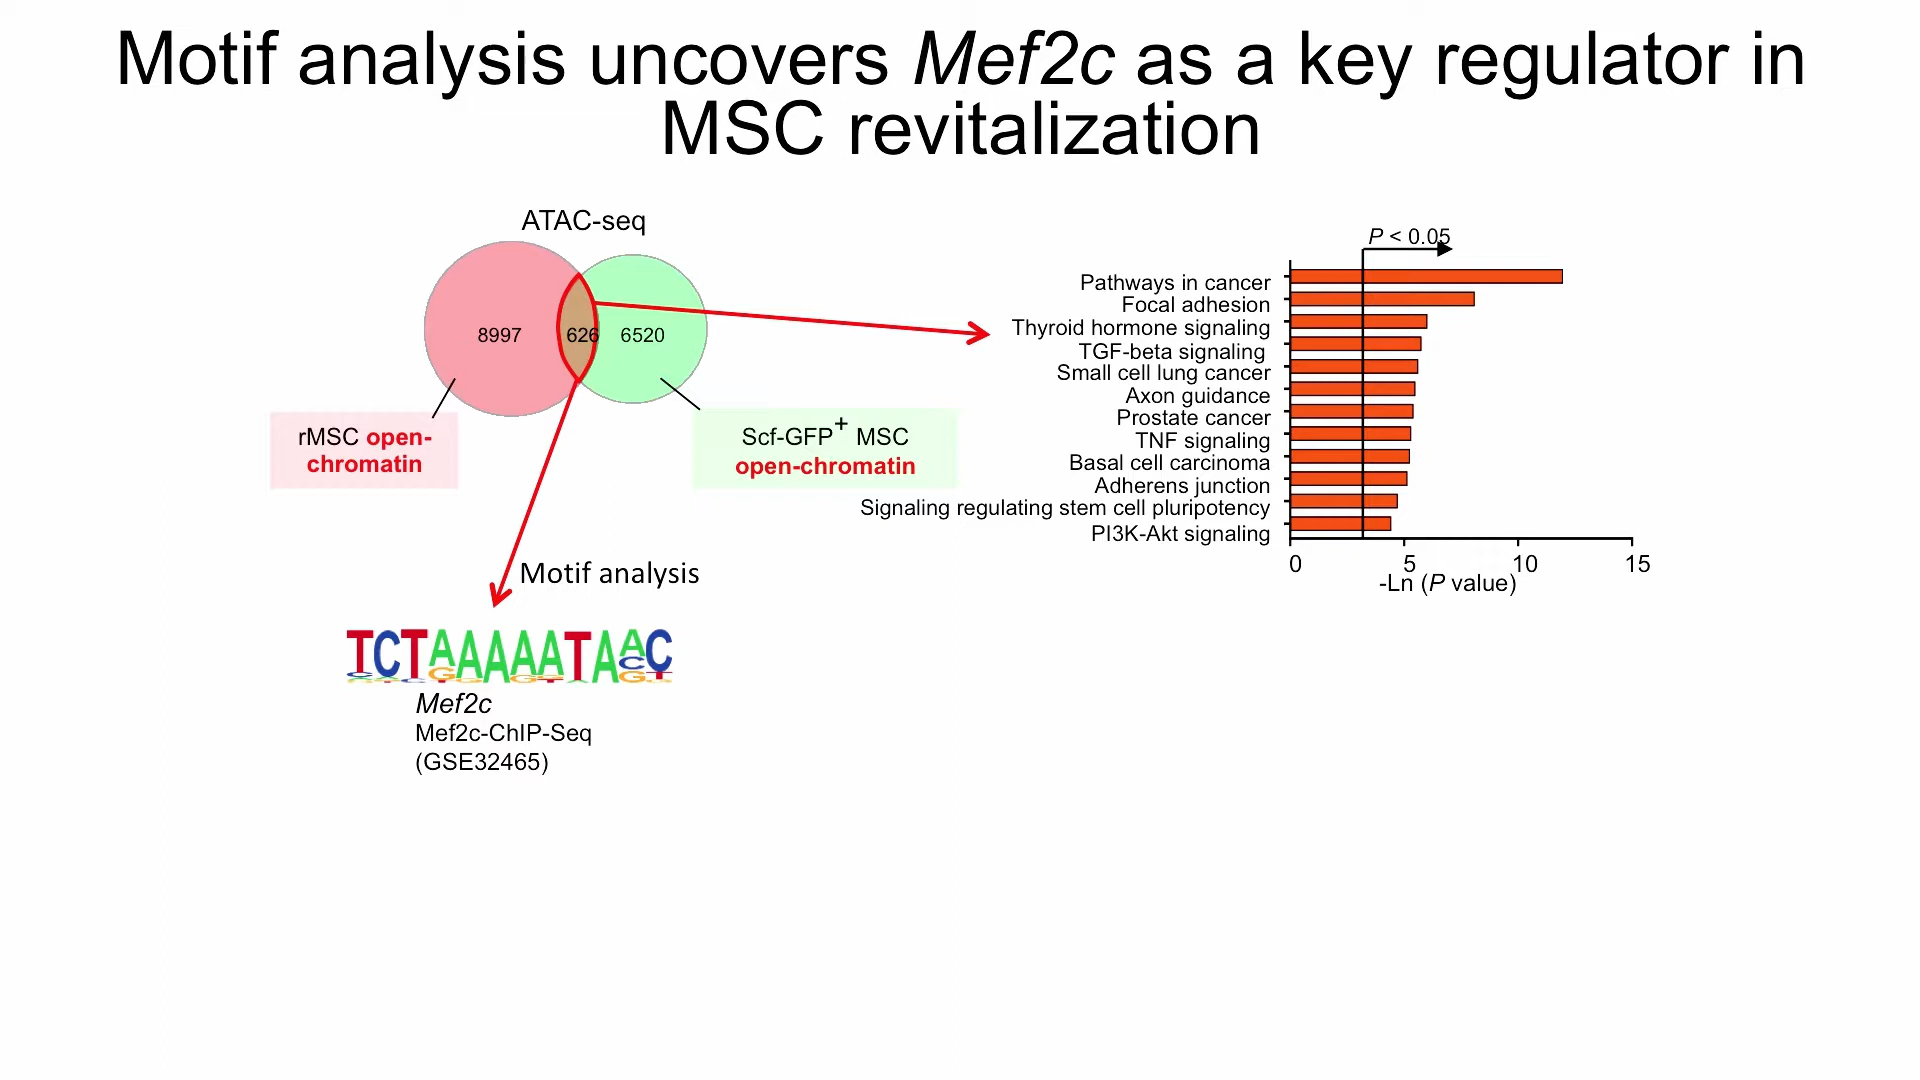 Motif analysis uncovers Mef2c as a key regulator in
MSC revitalization
ATAC-seq
8997
626
6520
rMSC open-
chromatin
Scf-GFP+ MSC
open-chromatin
P < 0.05
Pathways in cancer
Focal adhesion
Thyroid hormone signaling
TGF-beta signaling
Small cell lung cancer
Axon guidance
Prostate cancer
TNF signaling
Basal cell carcinoma
Adherens junction
Signaling regulating stem cell pluripotency
PI3K-Akt signaling
0 5 10 15
-Ln (P value)
Motif analysis
TCTAAAAATAAC
Mef2c
Mef2c-ChIP-Seq
(GSE32465)